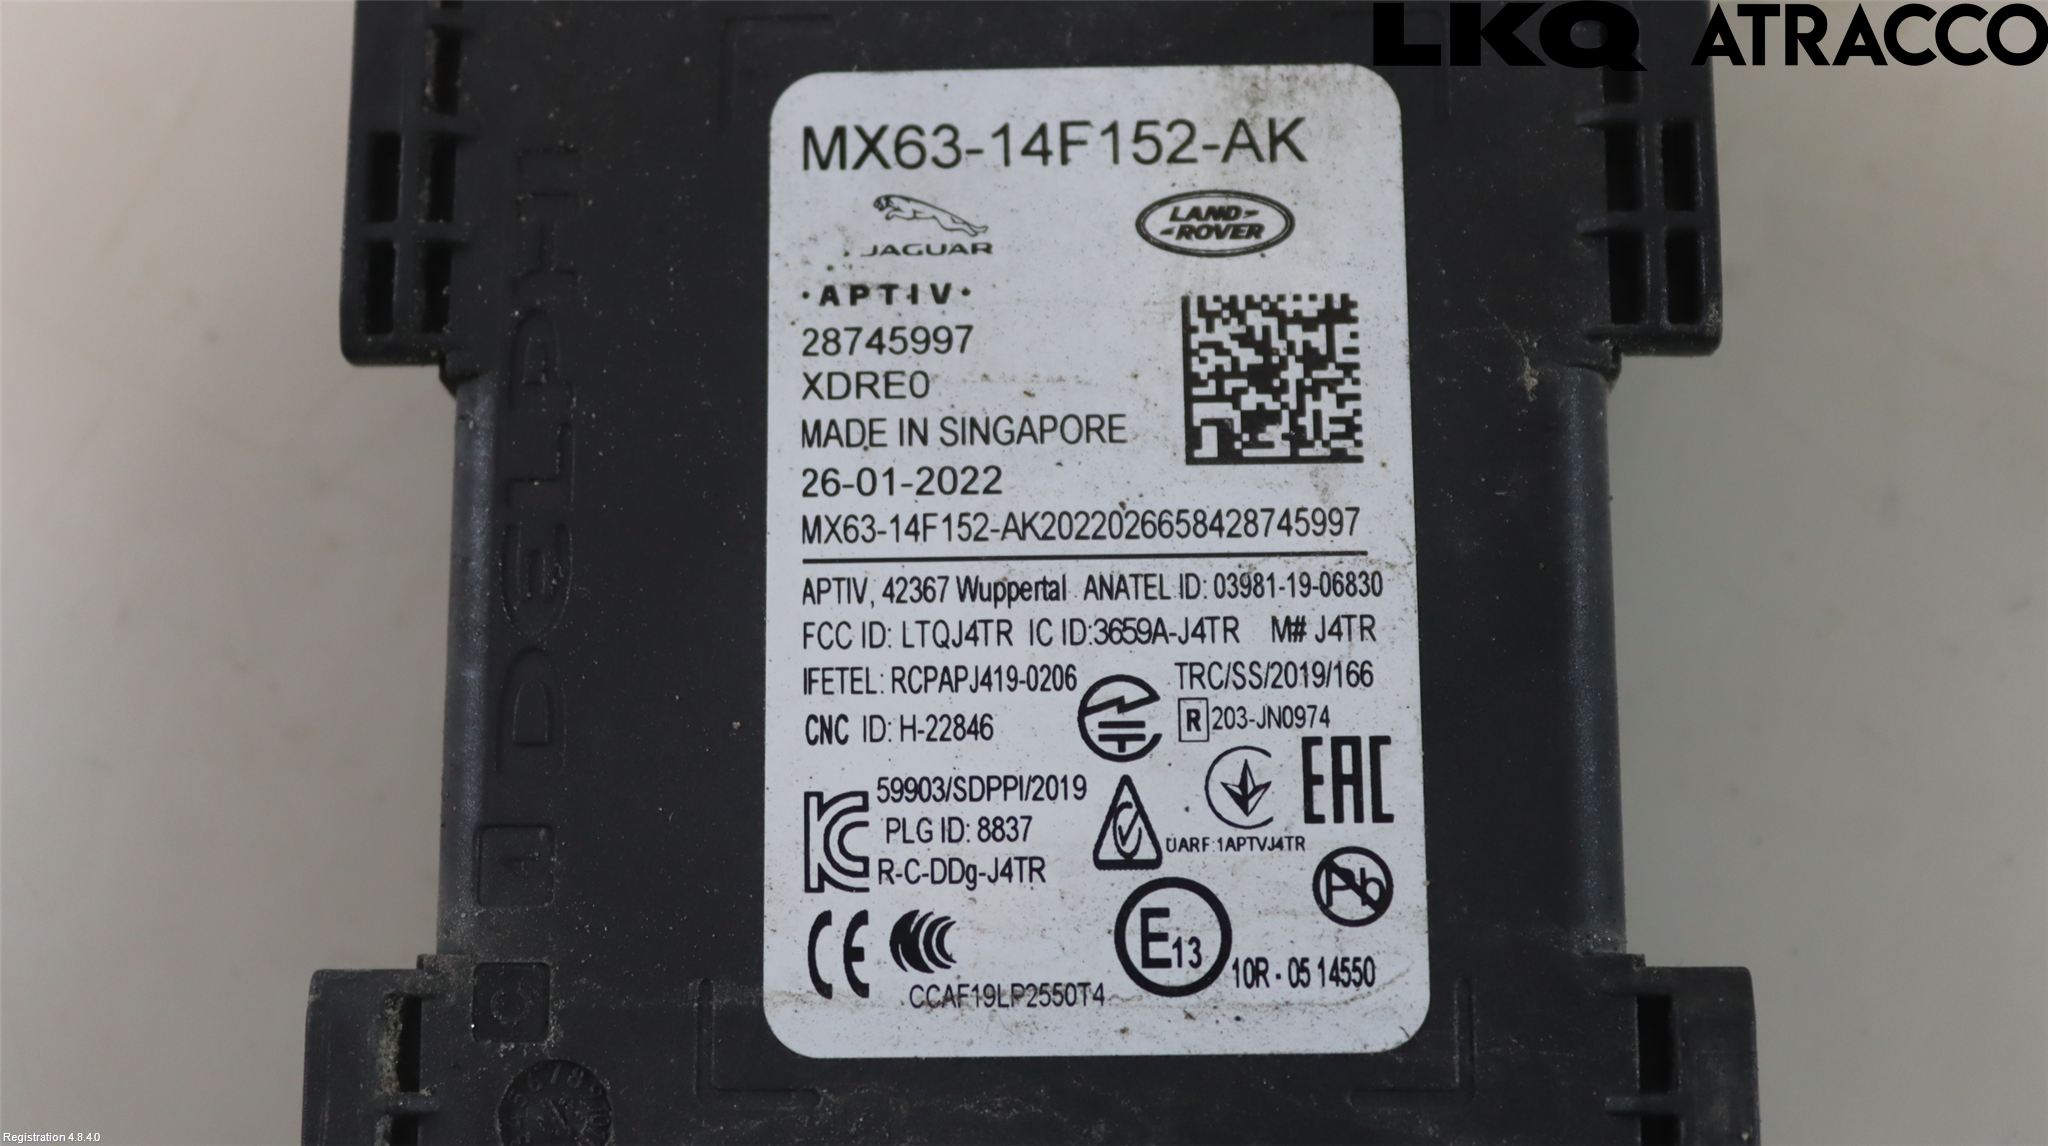 LKQ ATRACCO
MX63-14F152-AK
JAGUAR
LAND-
-ROVER
·APTIV·
28745997
XDRE0
MADE IN SINGAPORE
26-01-2022
MX63-14F152-AK2022026658428745997
APTIV, 42367 Wuppertal ANATEL ID: 03981-19-06830
FCC ID: LTQJ4TR IC ID:3659A-J4TR M# J4TR
IFETEL: RCPAPJ419-0206
TRC/SS/2019/166
R 203-JN0974
CNC ID: H-22846
EAC
59903/SDPPI/2019
PLG ID: 8837
R-C-DDg-J4TR
UARF:1APTVJ4TR
Pb
CE
E13
10R - 05 14550
CCAF19LP2550T4
DELPHI
Registration 4.8.4.0